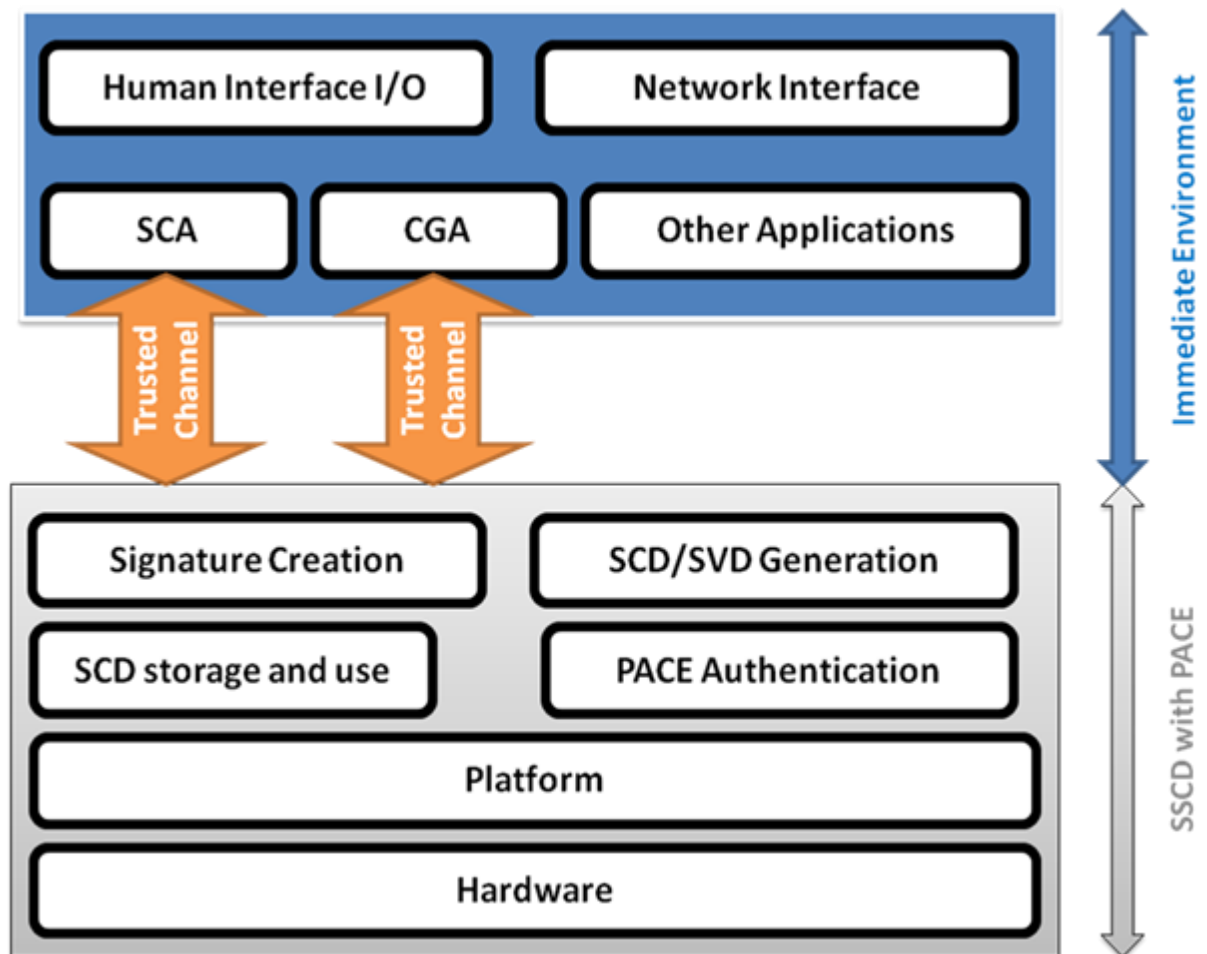 Human Interface I/O
Network Interface
SCA
CGA
Other Applications
Immediate Environment
Trusted
Channel
Trusted
Channel
Signature Creation
SCD/SVD Generation
SCD storage and use
PACE Authentication
Platform
Hardware
SSCD with PACE